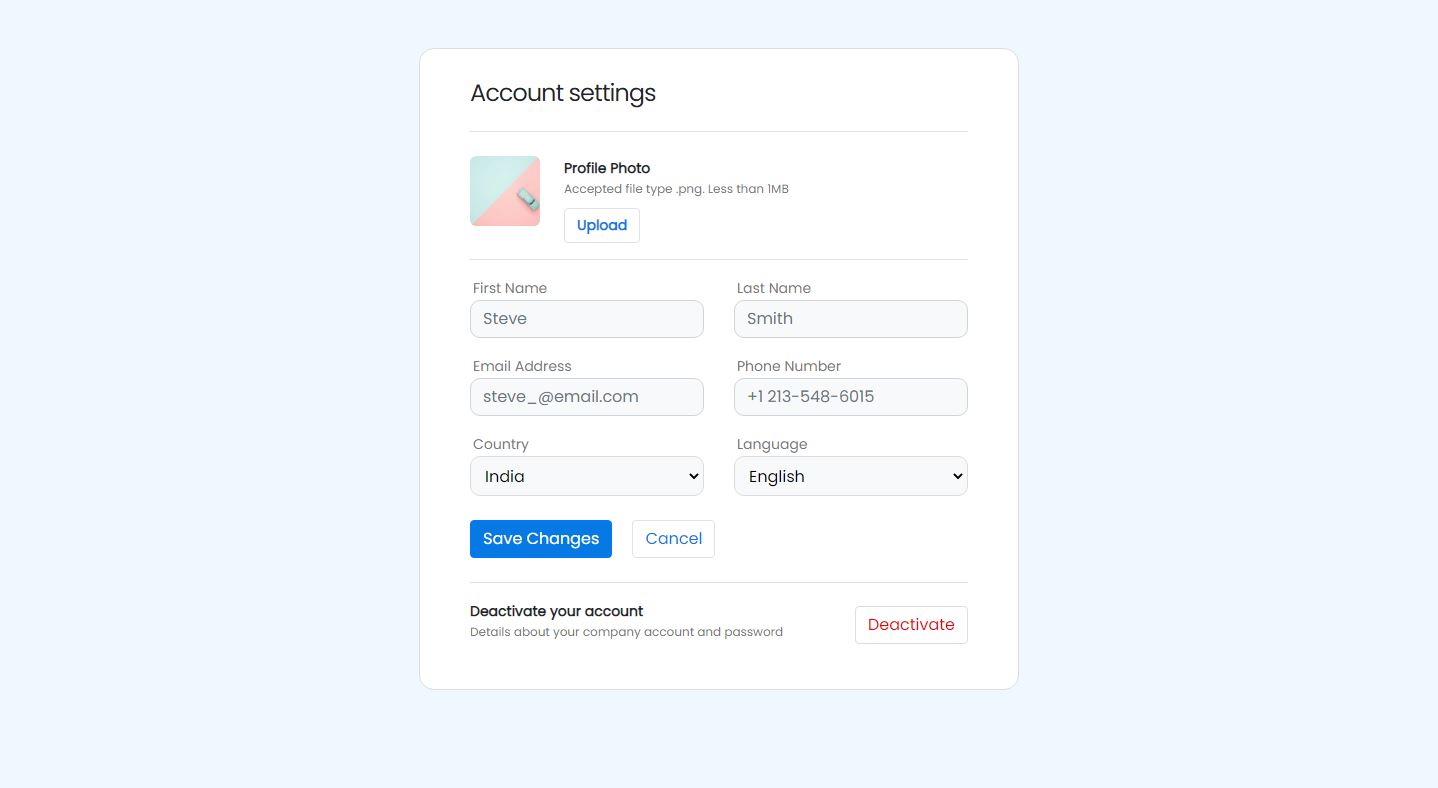 Account settings
Profile Photo
Accepted file type .png. Less than 1MB
Upload
First Name
Last Name
Steve
Smith
Email Address
Phone Number
steve_@email.com
+1 213-548-6015
Country
Language
India
English
Save Changes
Cancel
Deactivate your account
Details about your company account and password
Deactivate